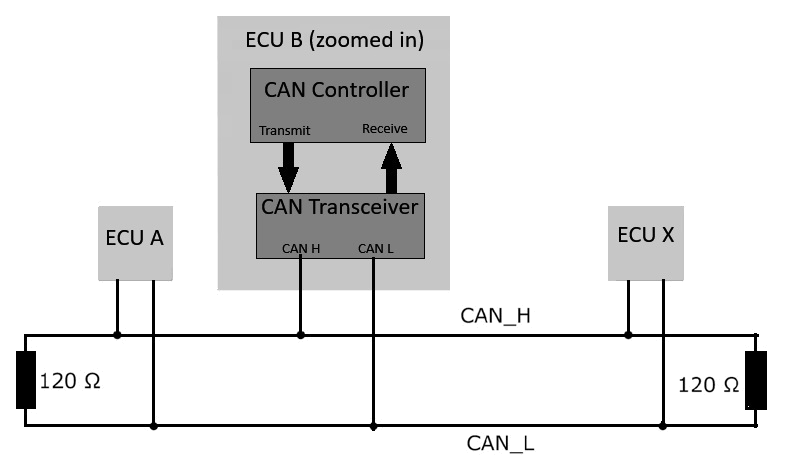 ECU B (zoomed in)
CAN Controller
Transmit
Receive
CAN Transceiver
CAN H
CAN L
ECU A
ECU X
CAN_H
120 Ω
120 Ω
CAN_L